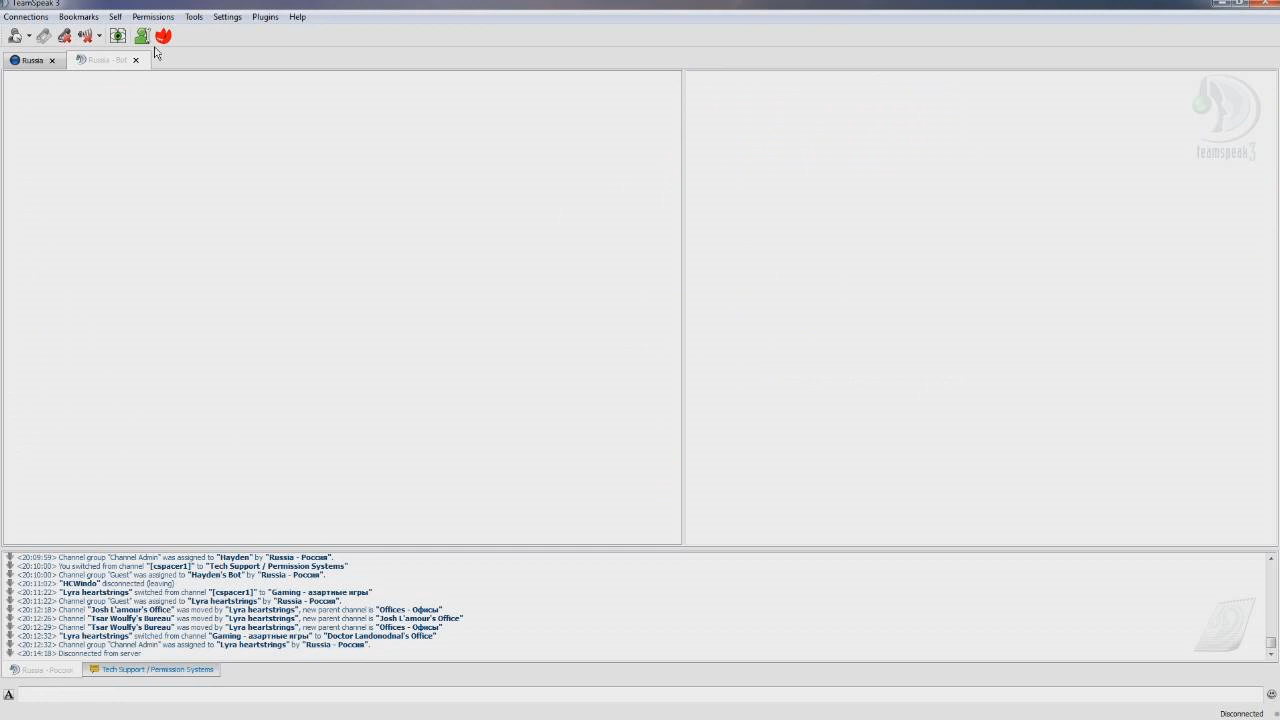 TeamSpeak 3
Connections Bookmarks Self Permissions Tools Settings Plugins Help
Russia Russia - Bot
teamspeak3
<20:09:59> Channel group "Channel Admin" was assigned to "Hayden" by "Russia - Россия".
<20:10:00> You switched from channel "[cspacer1]" to "Tech Support / Permission Systems"
<20:10:00> Channel group "Guest" was assigned to "Hayden's Bot" by "Russia - Россия".
<20:11:02> "HCWindo" disconnected (leaving)
<20:11:22> "Lyra heartstrings" switched from channel "[cspacer1]" to "Gaming - азартные игры"
<20:11:22> Channel group "Guest" was assigned to "Lyra heartstrings" by "Russia - Россия".
<20:12:18> Channel "Josh L'amour's Office" was moved by "Lyra heartstrings", new parent channel is "Offices - Офисы"
<20:12:26> Channel "Tsar Woulfy's Bureau" was moved by "Lyra heartstrings", new parent channel is "Josh L'amour's Office"
<20:12:29> Channel "Tsar Woulfy's Bureau" was moved by "Lyra heartstrings", new parent channel is "Offices - Офисы"
<20:12:32> "Lyra heartstrings" switched from channel "Gaming - азартные игры" to "Doctor Landonodnal's Office"
<20:12:32> Channel group "Channel Admin" was assigned to "Lyra heartstrings" by "Russia - Россия".
<20:14:18> Disconnected from server
Russia - Россия Tech Support / Permission Systems
A
Disconnected